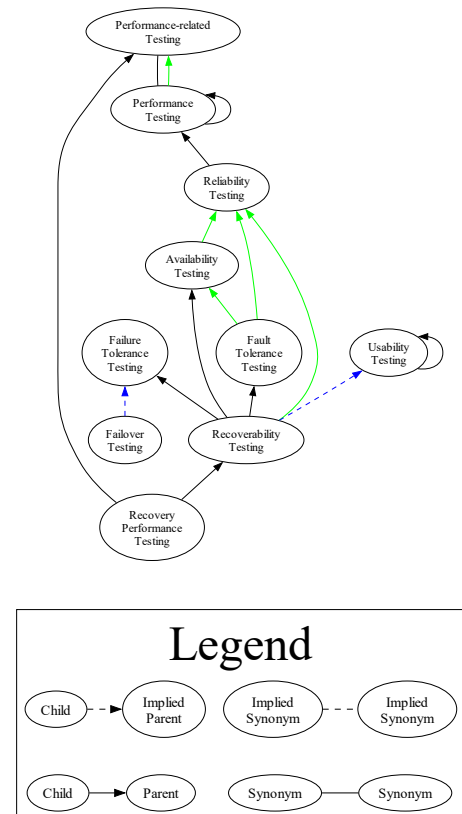 Performance-related
Testing
Performance
Testing
Reliability
Testing
Availability
Testing
Failure
Tolerance
Testing
Fault
Tolerance
Testing
Usability
Testing
Failover
Testing
Recoverability
Testing
Recovery
Performance
Testing
Legend
Child
Implied
Parent
Implied
Synonym
Implied
Synonym
Child
Parent
Synonym
Synonym